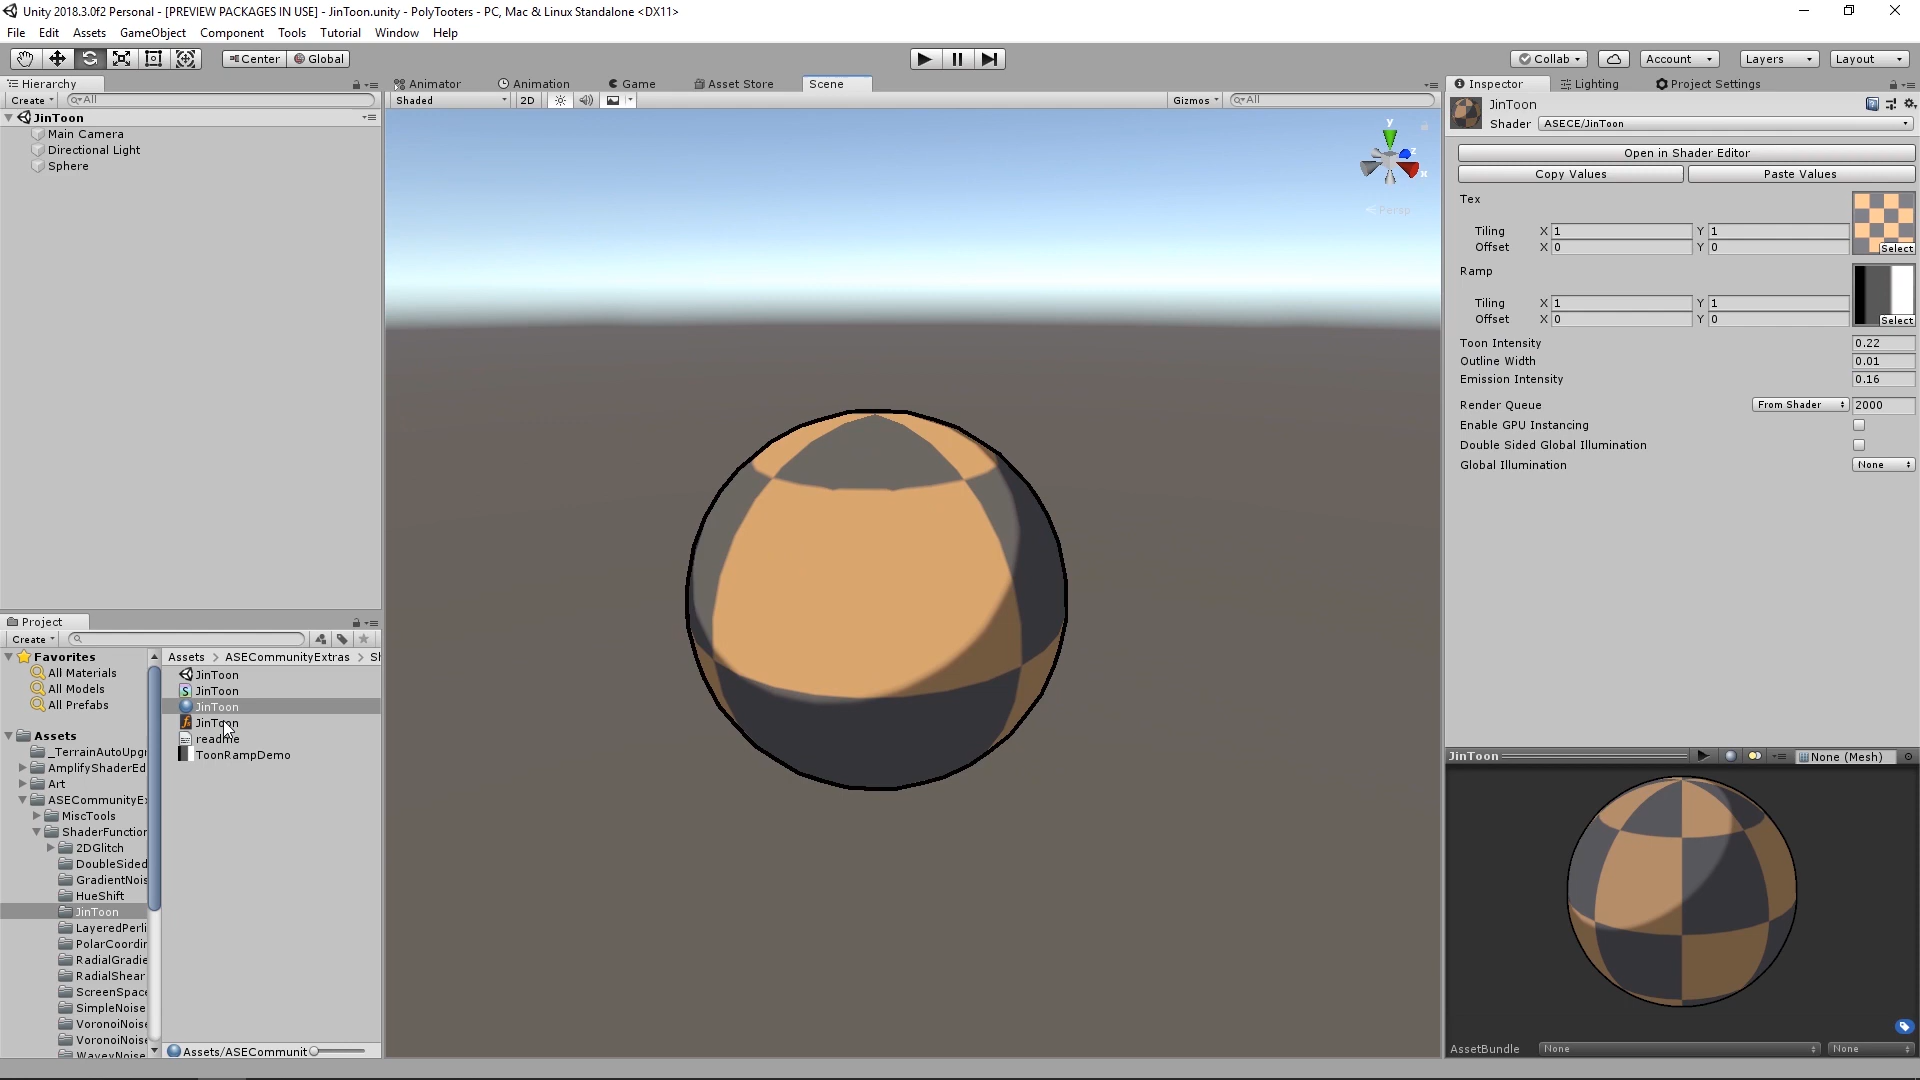 Unity 2018.3.0f2 Personal - [PREVIEW PACKAGES IN USE] - JinToon.unity - PolyTooters - PC, Mac & Linux Standalone <DX11>
File Edit Assets GameObject Component Tools Tutorial Window Help
Center Global Collab Account Layers Layout
Hierarchy
Create All
JinToon
Main Camera
Directional Light
Sphere
Animator Animation Game Asset Store Scene
Shaded 2D Gizmos All
y
z
x
Persp
Inspector Lighting Project Settings
JinToon
Shader ASECE/JinToon
Open in Shader Editor
Copy Values Paste Values
Tex
Tiling X 1 Y 1
Offset X 0 Y 0
Select
Ramp
Tiling X 1 Y 1
Offset X 0 Y 0
Select
Toon Intensity 0.22
Outline Width 0.01
Emission Intensity 0.16
Render Queue From Shader 2000
Enable GPU Instancing
Double Sided Global Illumination
Global Illumination None
Project
Create
Favorites
All Materials
All Models
All Prefabs
Assets
_TerrainAutoUpgr
AmplifyShaderEd
Art
ASECommunityEx
MiscTools
ShaderFunction
2DGlitch
DoubleSided
GradientNois
HueShift
JinToon
LayeredPerli
PolarCoordin
RadialGradie
RadialShear
ScreenSpace
SimpleNoise
VoronoiNoise
VoronoiNoise
WaveyNoise
Assets > ASECommunityExtras > Sh
JinToon
JinToon
JinToon
JinToon
readme
ToonRampDemo
Assets/ASECommunit
JinToon None (Mesh)
AssetBundle None None